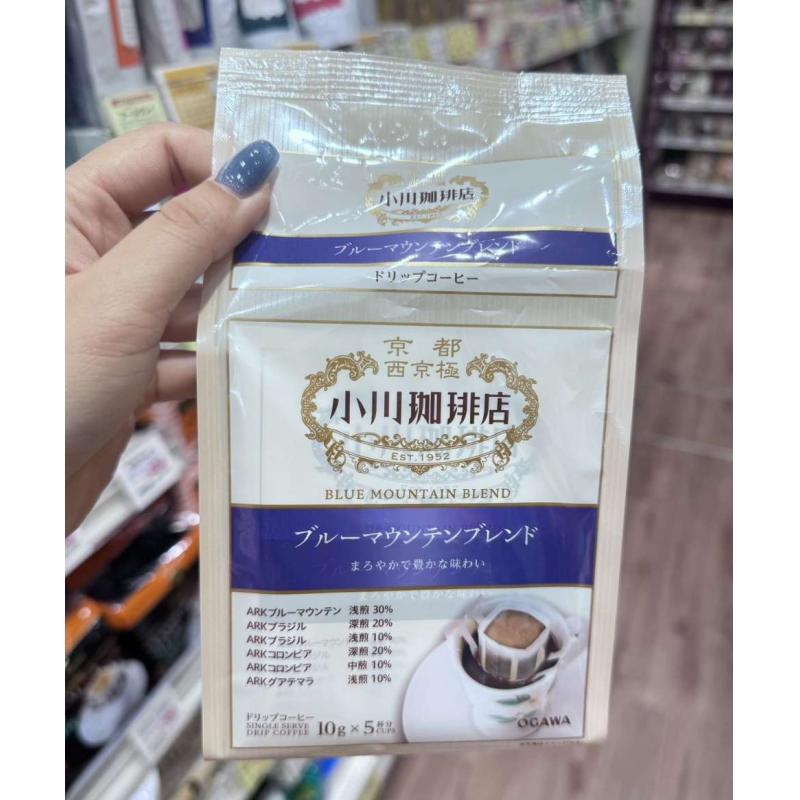 小川珈琲店
ブルーマウンテンブレンド
ドリップコーヒー
京都
西京極
小川珈琲店
EST.1952
BLUE MOUNTAIN BLEND
ブルーマウンテンブレンド
まろやかで豊かな味わい
ARKブルーマウンテン 浅煎 30%
ARKブラジル 深煎 20%
ARKブラジル 浅煎 10%
ARKコロンビア 深煎 20%
ARKコロンビア 中煎 10%
ARKグアテマラ 浅煎 10%
ドリップコーヒー
SINGLE SERVE
DRIP COFFEE
10g×5杯分
CUPS
OGAWA